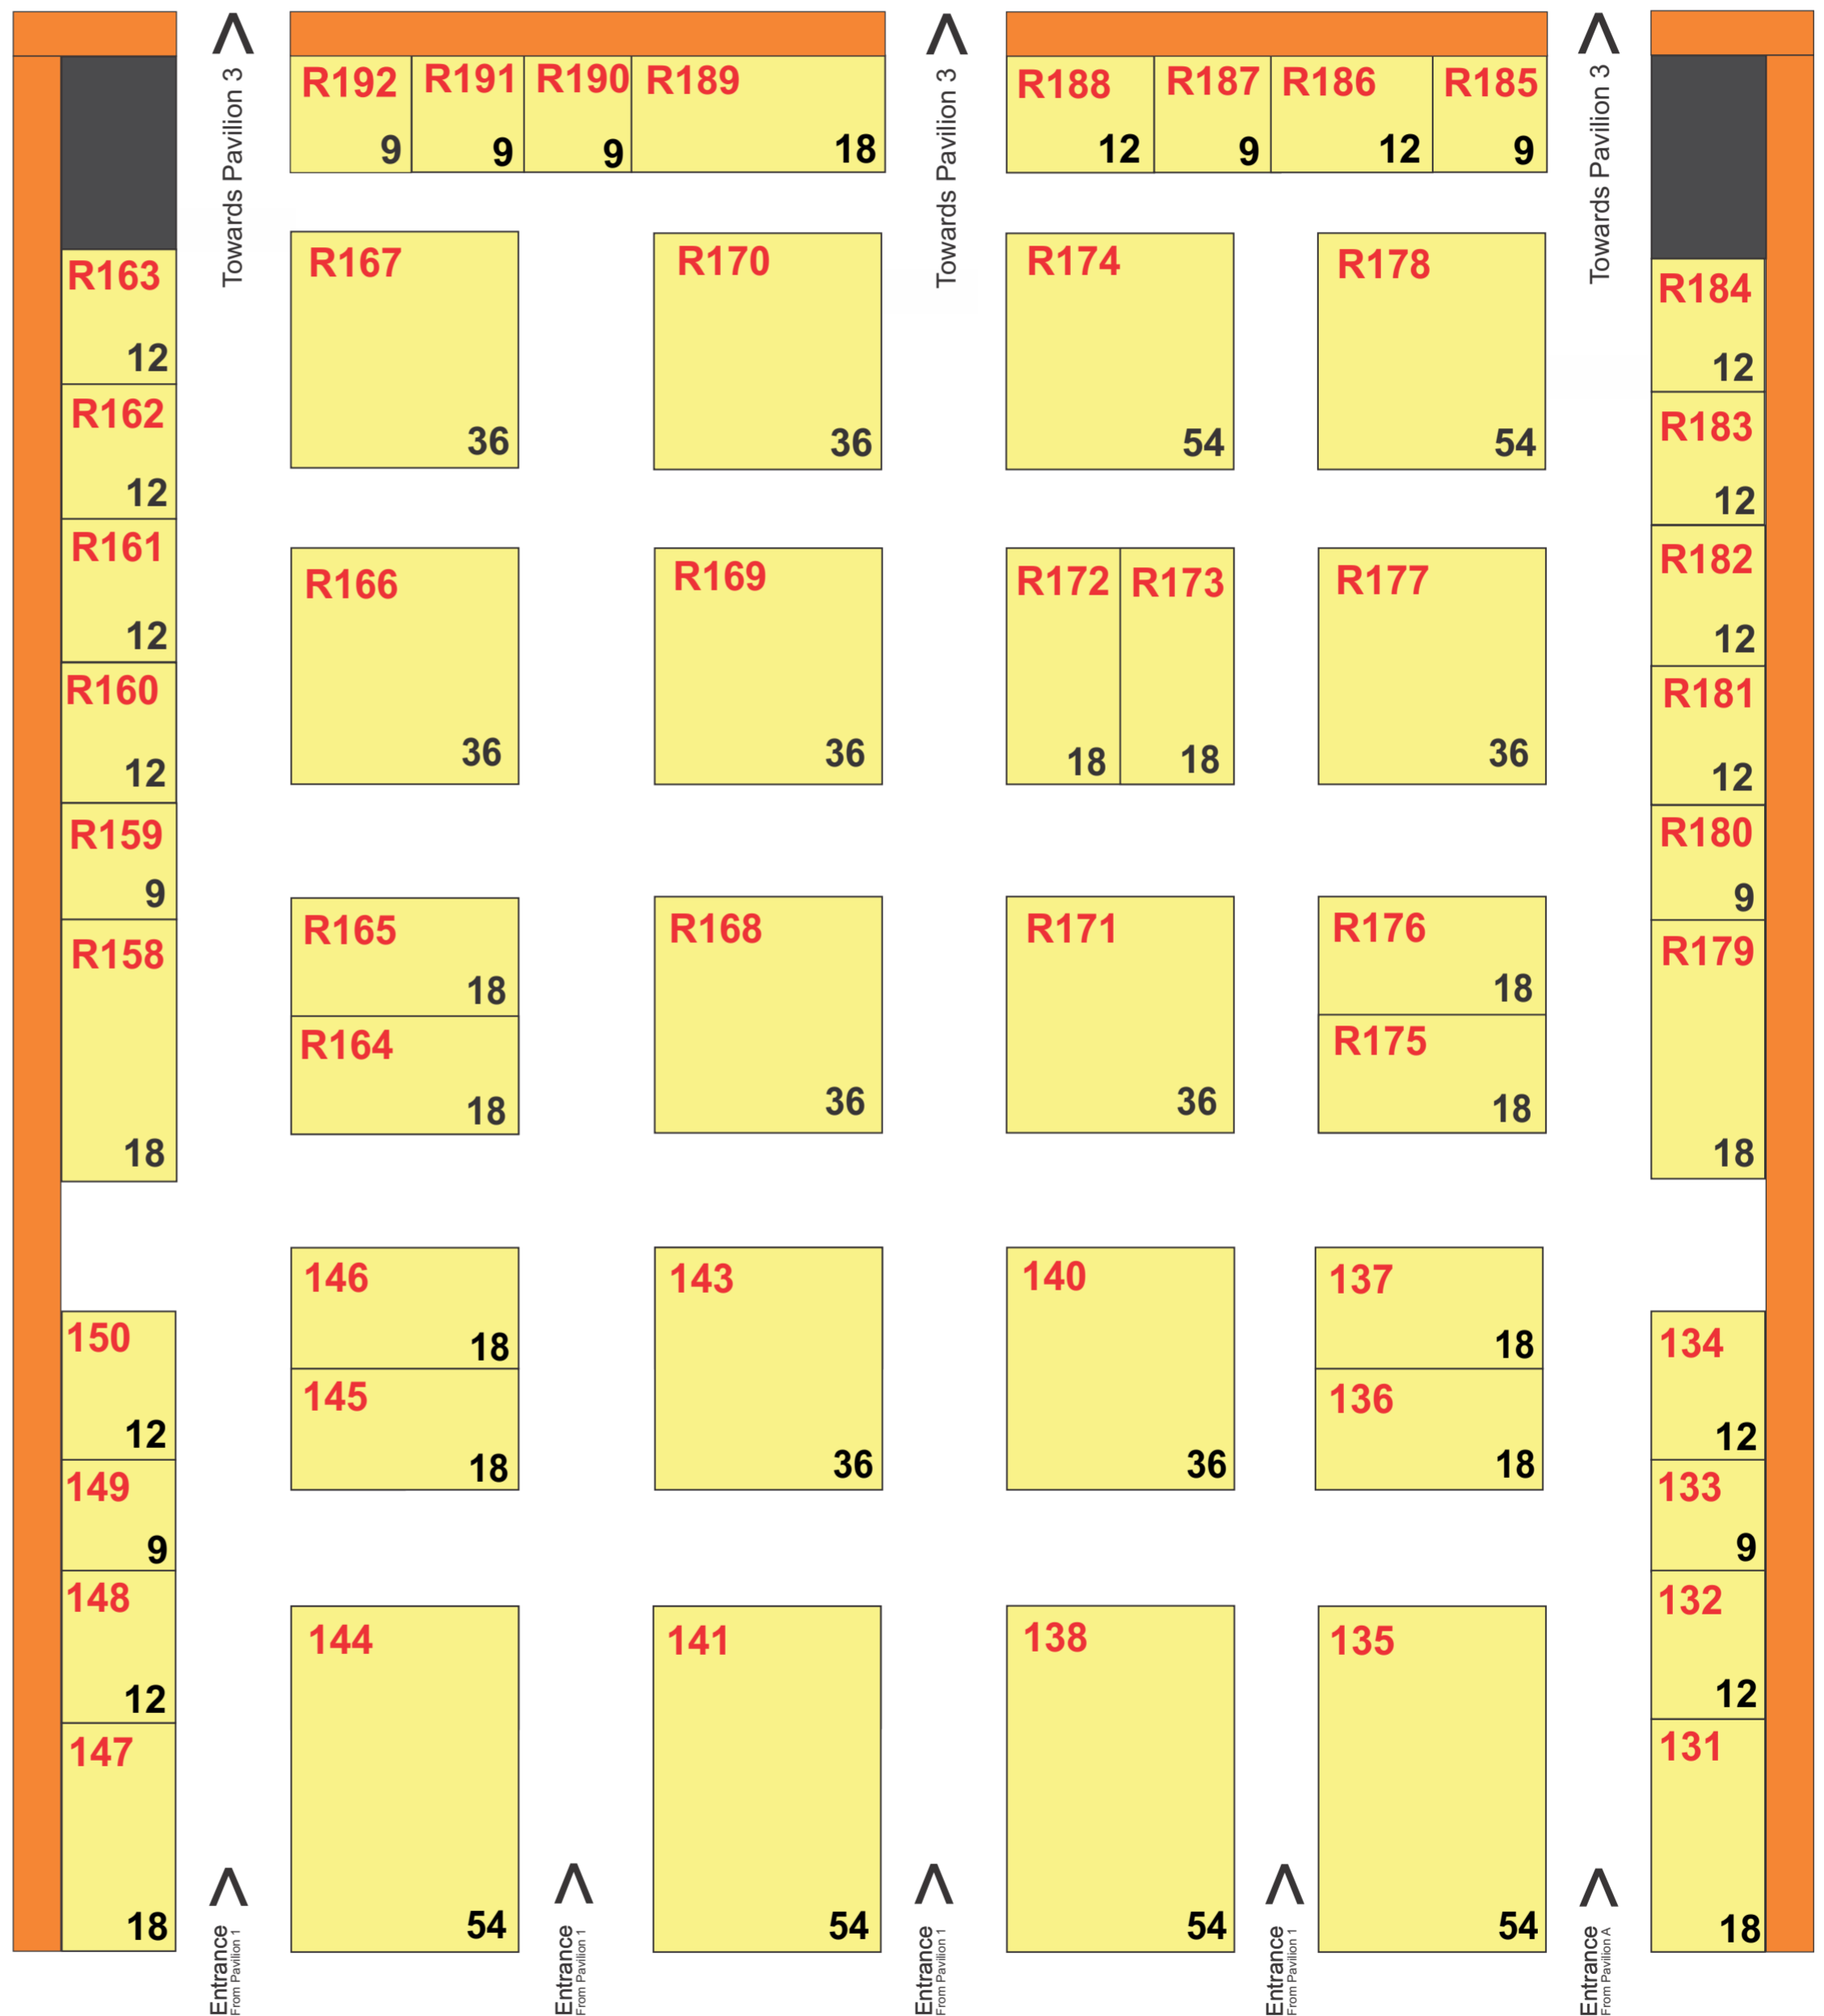 >
Towards Pavilion 3
>
Towards Pavilion 3
>
Towards Pavilion 3
R192
9
R191
9
R190
9
R189
18
R188
12
R187
9
R186
12
R185
9
R163
12
R162
12
R161
12
R160
12
R159
9
R158
18
R167
36
R170
36
R174
54
R178
54
R166
36
R169
36
R172
18
R173
18
R177
36
R165
18
R164
18
R168
36
R171
36
R176
18
R175
18
R184
12
R183
12
R182
12
R181
12
R180
9
R179
18
150
12
149
9
148
12
147
18
146
18
145
18
143
36
140
36
137
18
136
18
144
54
141
54
138
54
135
54
134
12
133
9
132
12
131
18
>
Entrance
From Pavilion 1
>
Entrance
From Pavilion 1
>
Entrance
From Pavilion 1
>
Entrance
From Pavilion 1
>
Entrance
From Pavilion A